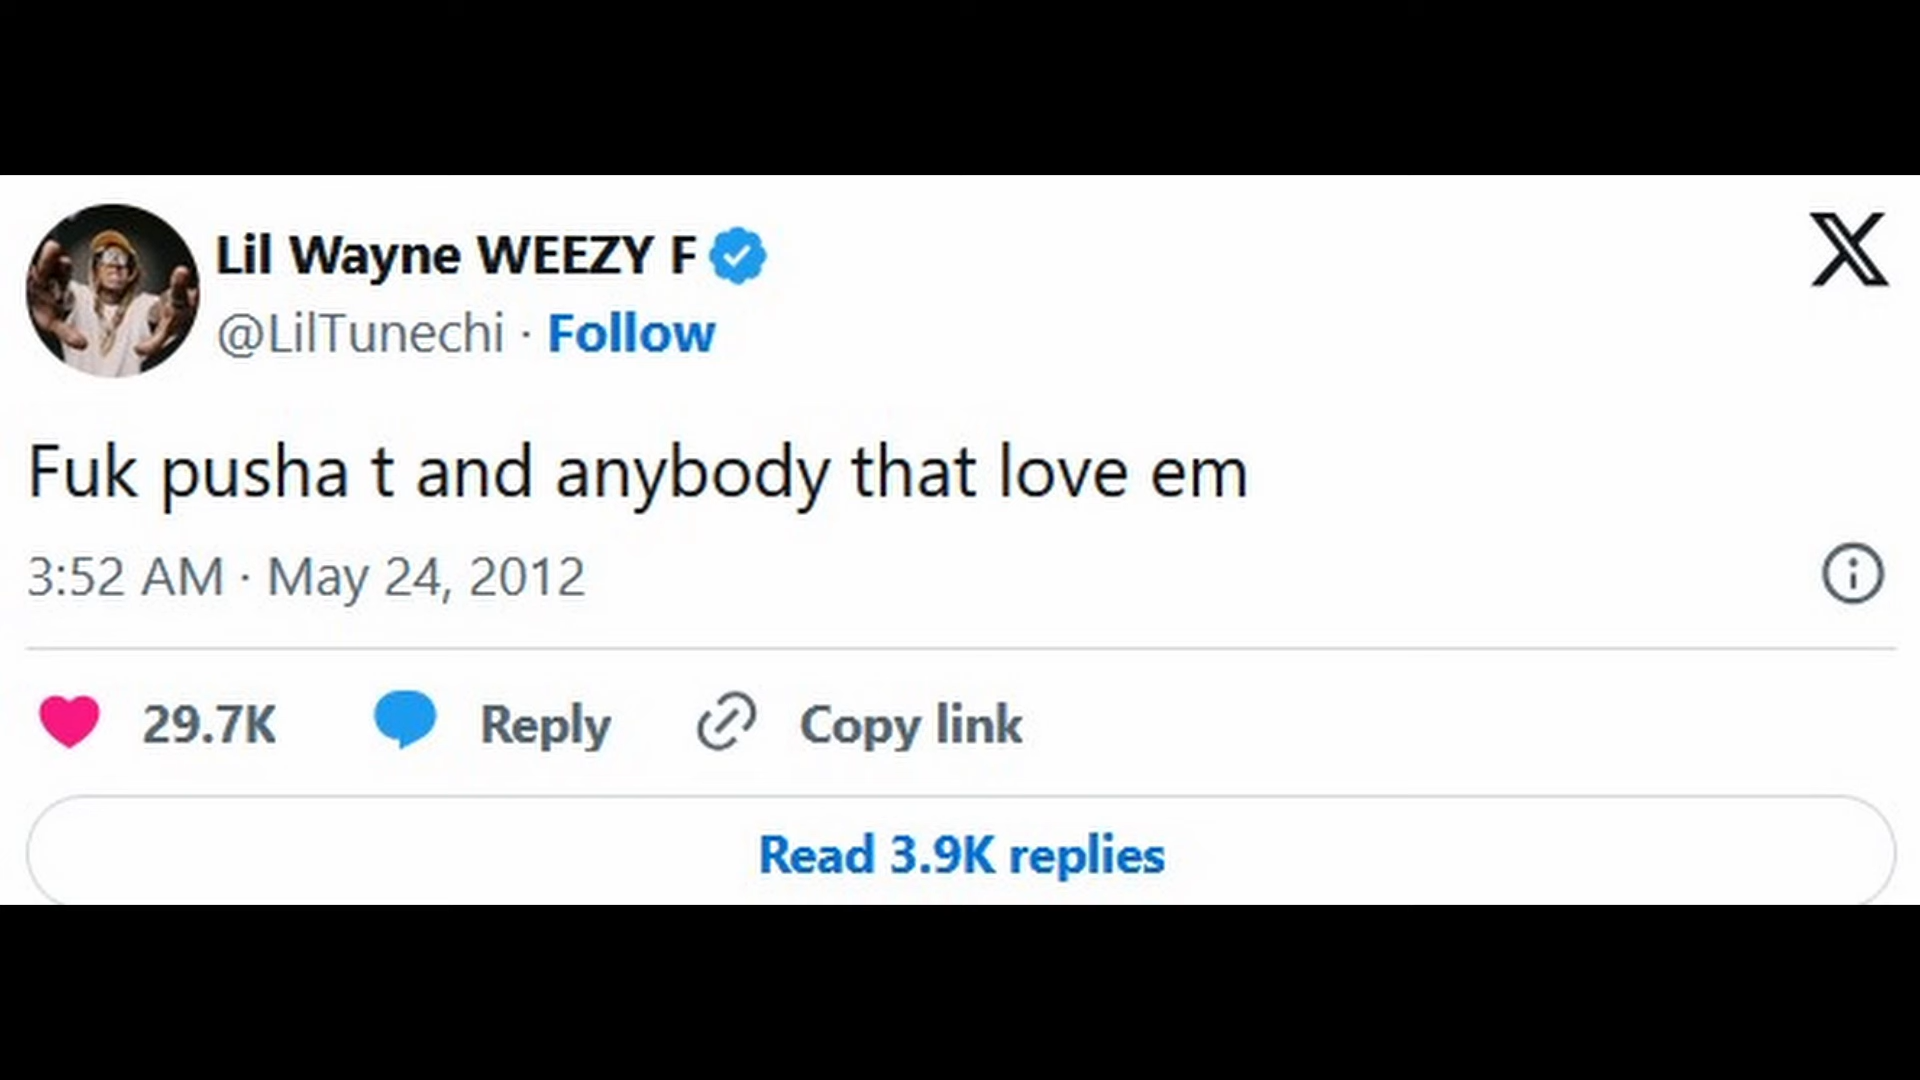 Lil Wayne WEEZY F
@LilTunechi · Follow
Fuk pusha t and anybody that love em
3:52 AM · May 24, 2012
29.7K Reply Copy link
Read 3.9K replies